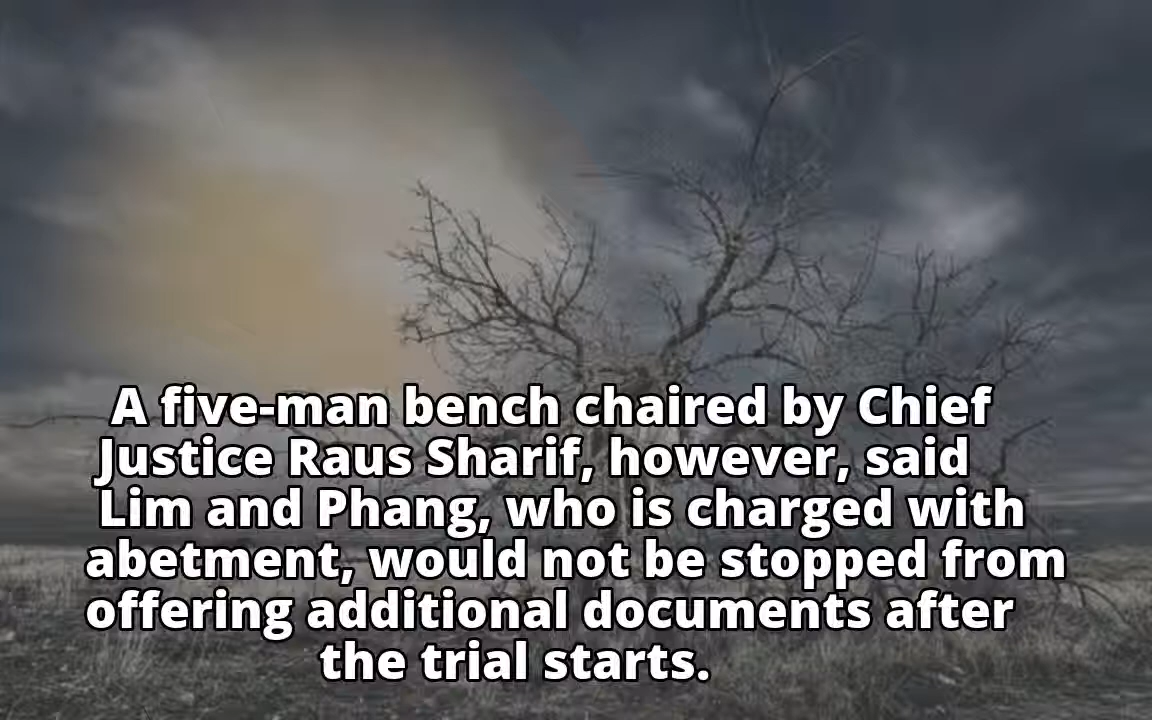 A five-man bench chaired by Chief
Justice Raus Sharif, however, said
Lim and Phang, who is charged with
abetment, would not be stopped from
offering additional documents after
the trial starts.